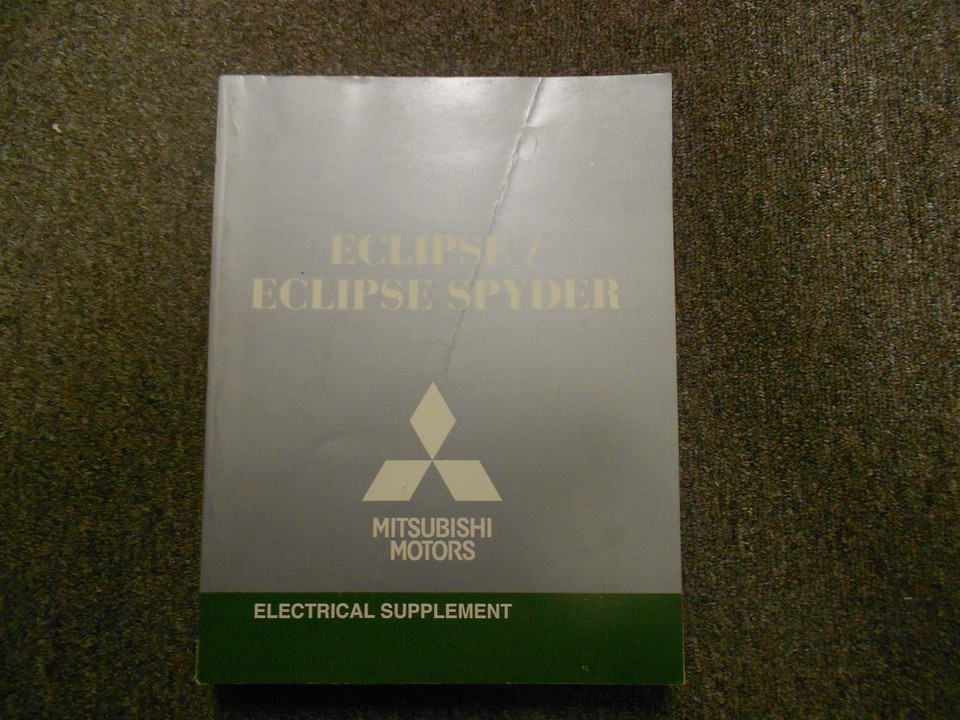 ECLIPSE /
ECLIPSE SPYDER
MITSUBISHI
MOTORS
ELECTRICAL SUPPLEMENT